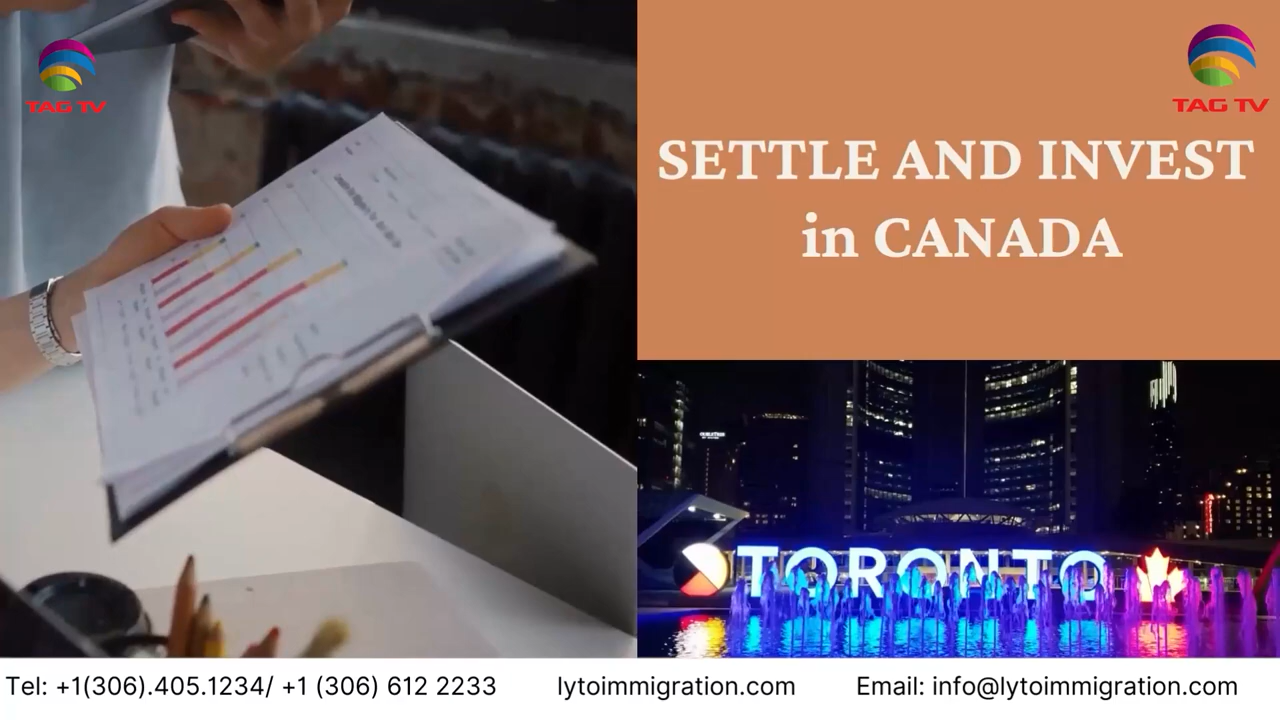 TAG TV
TAG TV
SETTLE AND INVEST
in CANADA
TORONTO
Tel: +1(306).405.1234/ +1 (306) 612 2233
lytoimmigration.com
Email: info@lytoimmigration.com